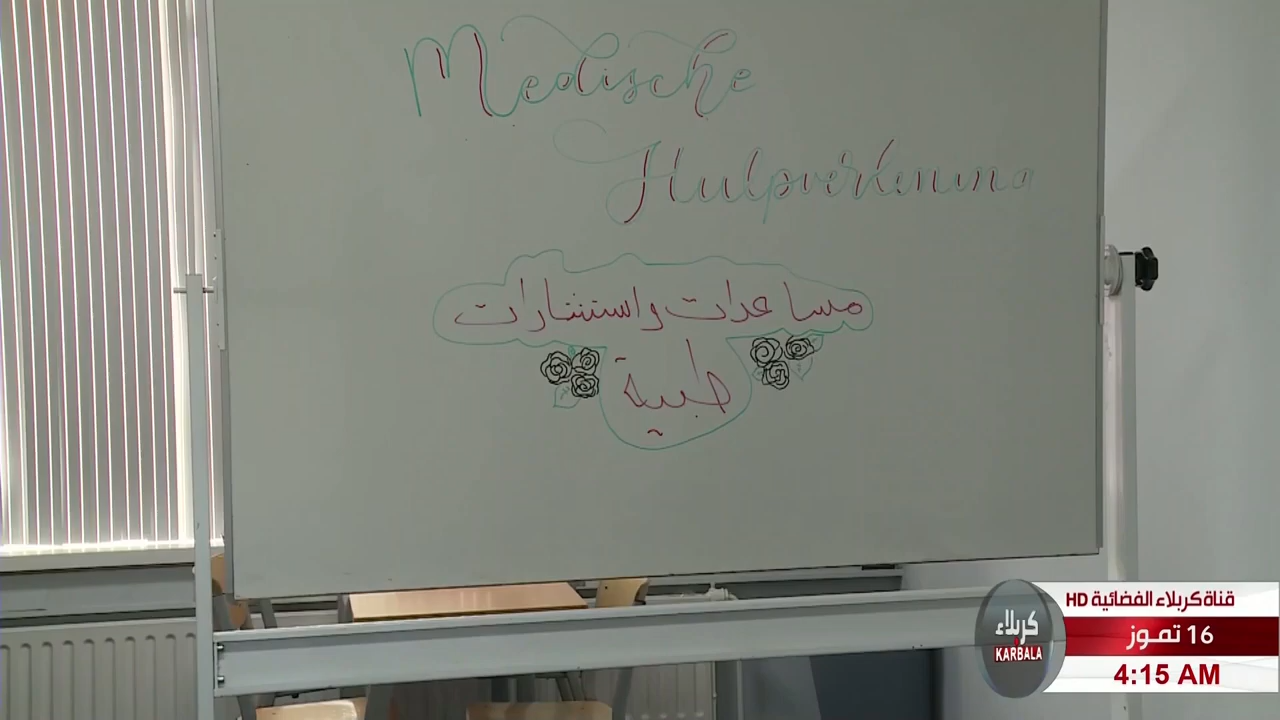 Medische
Hulpverlening
مساعدات واستشارات
طبية
قناة كربلاء الفضائية HD
كربلاء
KARBALA
16 تموز
4:15 AM